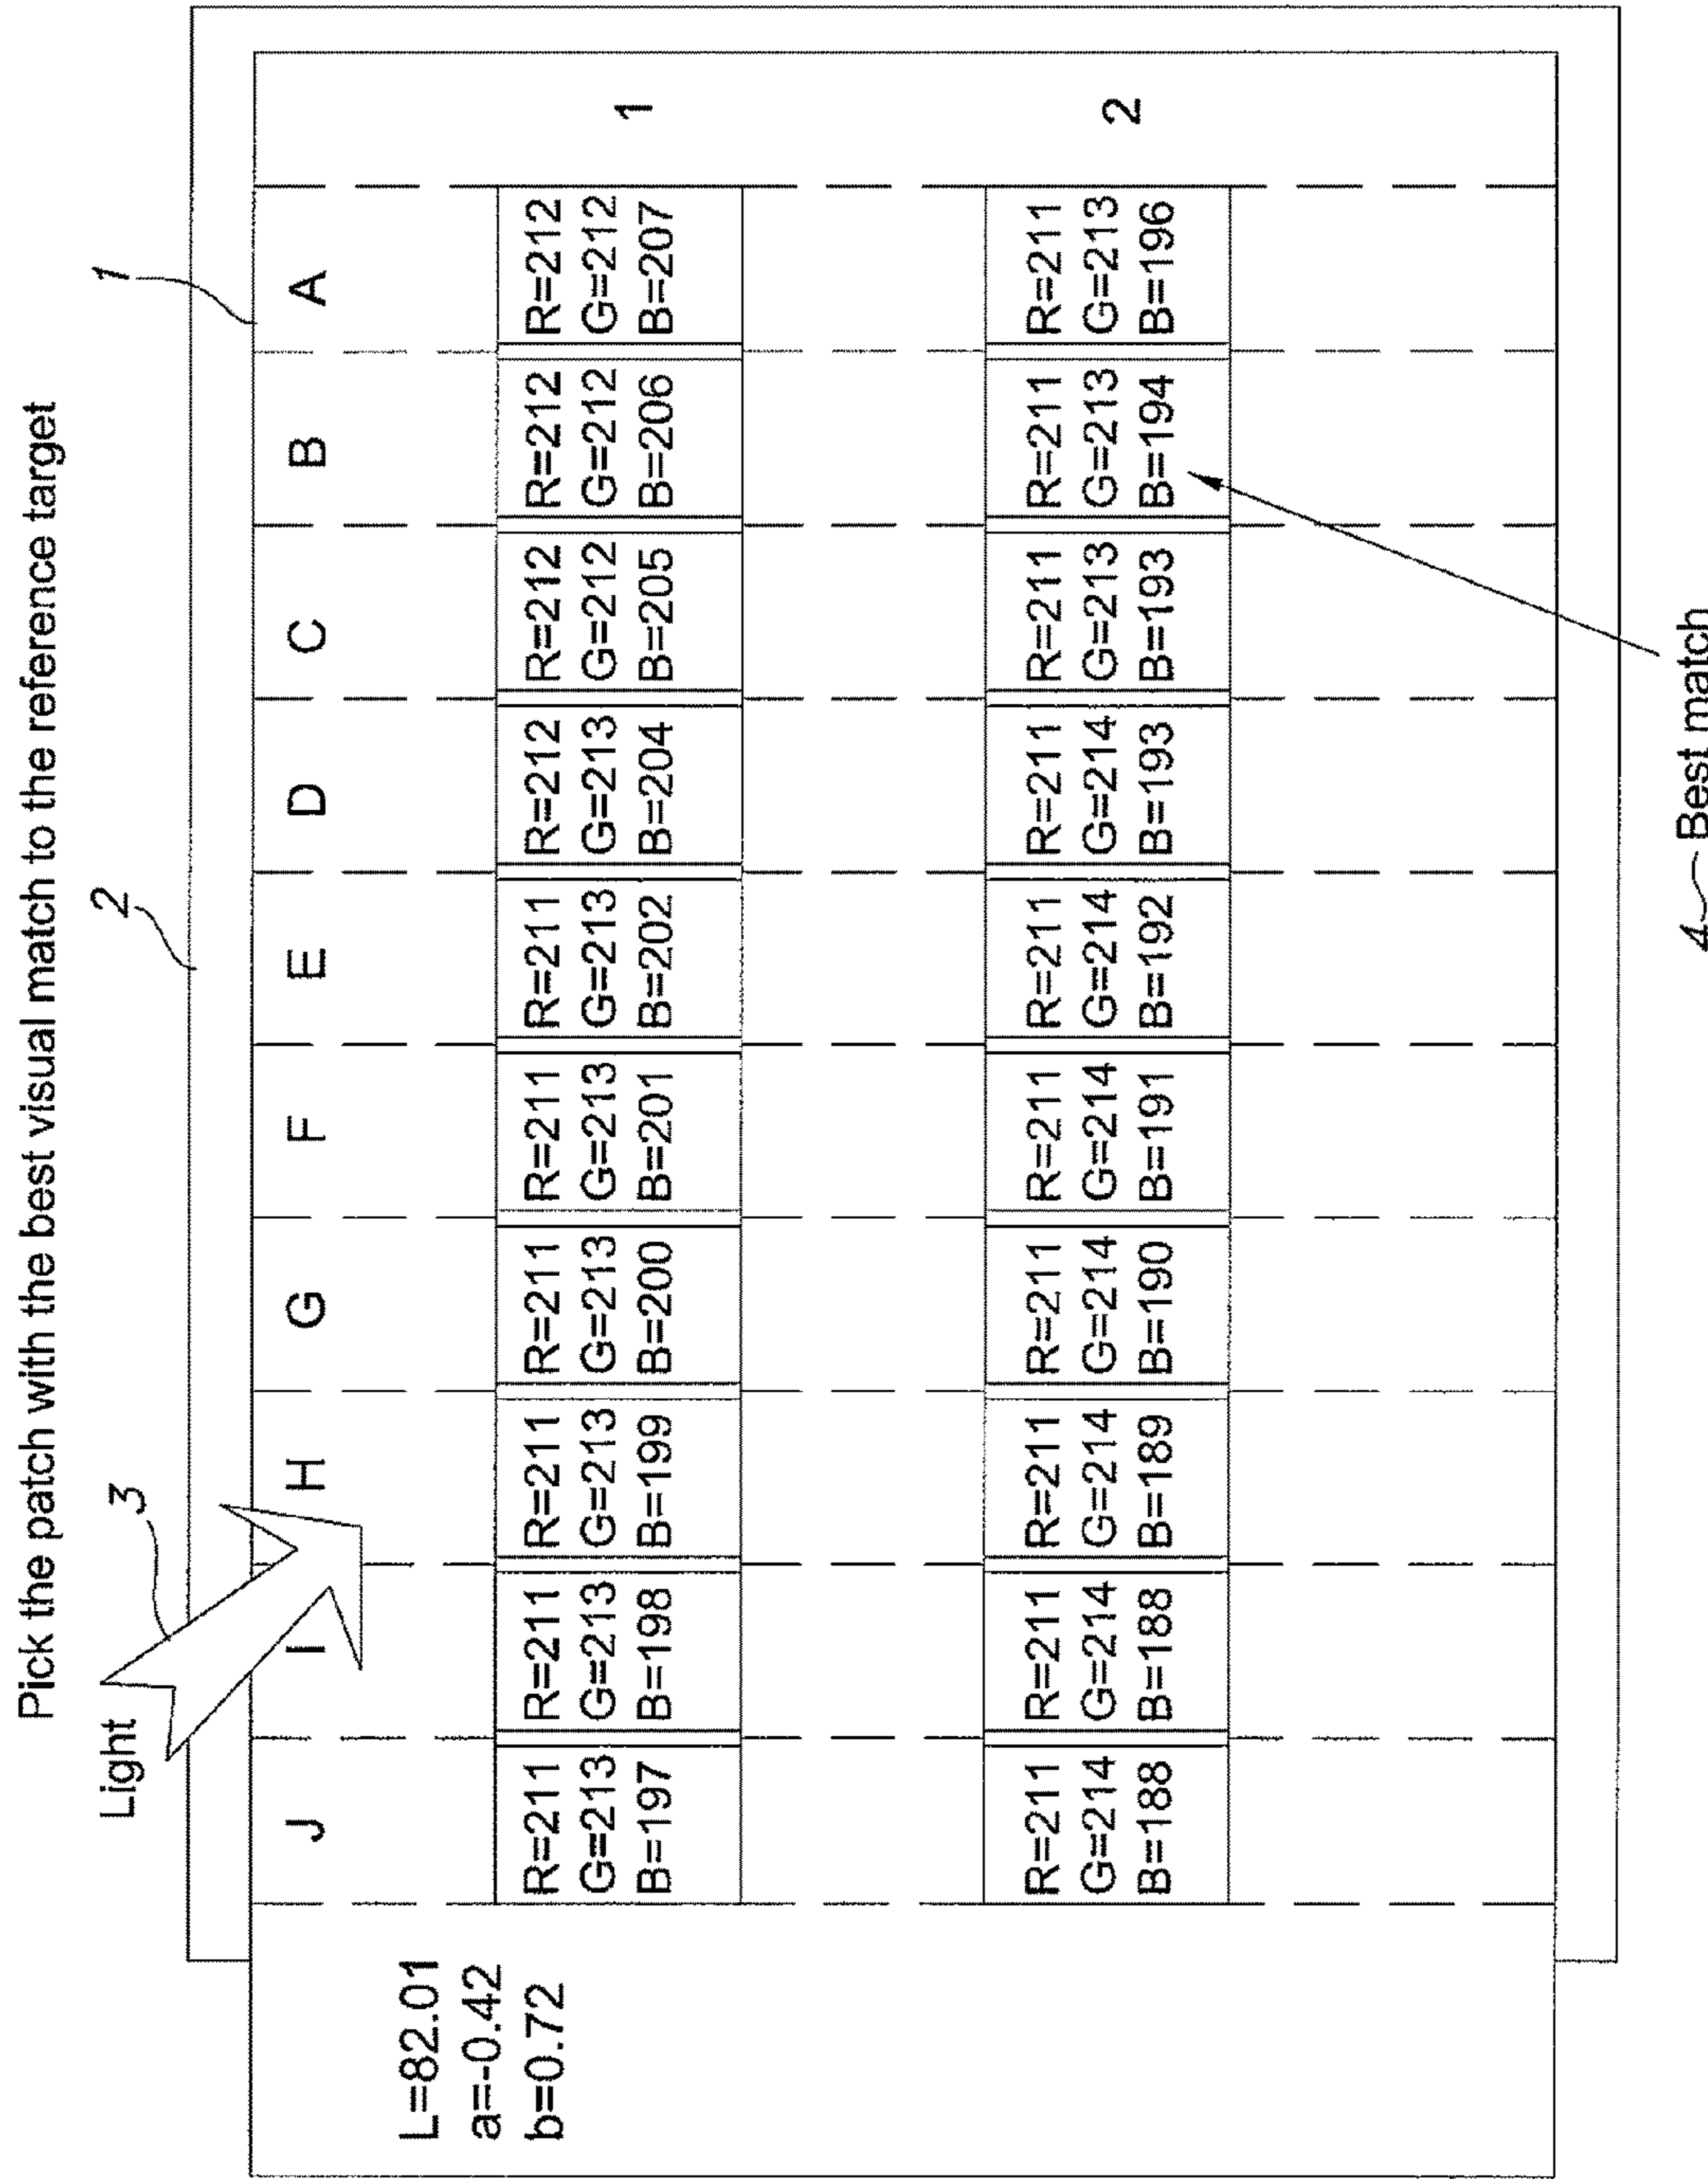 Pick the patch with the best visual match to the reference target
Light 3 2 1
J I H G F E D C B A
L=82.01
a=-0.42
b=0.72
R=211 R=211 R=211 R=211 R=211 R=211 R=212 R=212 R=212 R=212
G=213 G=213 G=213 G=213 G=213 G=213 G=213 G=212 G=212 G=212
B=197 B=198 B=199 B=200 B=201 B=202 B=204 B=205 B=206 B=207
1
R=211 R=211 R=211 R=211 R=211 R=211 R=211 R=211 R=211 R=211
G=214 G=214 G=214 G=214 G=214 G=214 G=214 G=213 G=213 G=213
B=188 B=188 B=189 B=190 B=191 B=192 B=193 B=193 B=194 B=196
2
4 Best match